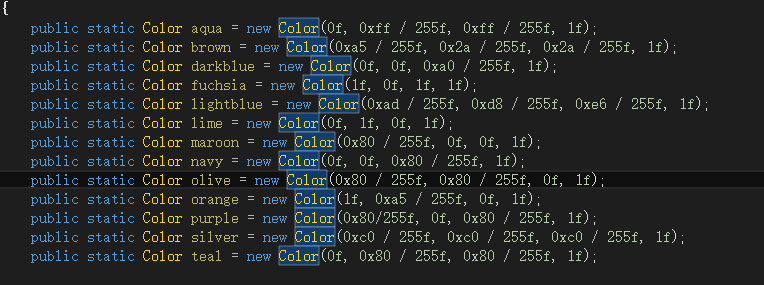 {
public static Color aqua = new Color(0f, 0xff / 255f, 0xff / 255f, 1f);
public static Color brown = new Color(0xa5 / 255f, 0x2a / 255f, 0x2a / 255f, 1f);
public static Color darkblue = new Color(0f, 0f, 0xa0 / 255f, 1f);
public static Color fuchsia = new Color(1f, 0f, 1f, 1f);
public static Color lightblue = new Color(0xad / 255f, 0xd8 / 255f, 0xe6 / 255f, 1f);
public static Color lime = new Color(0f, 1f, 0f, 1f);
public static Color maroon = new Color(0x80 / 255f, 0f, 0f, 1f);
public static Color navy = new Color(0f, 0f, 0x80 / 255f, 1f);
public static Color olive = new Color(0x80 / 255f, 0x80 / 255f, 0f, 1f);
public static Color orange = new Color(1f, 0xa5 / 255f, 0f, 1f);
public static Color purple = new Color(0x80/255f, 0f, 0x80 / 255f, 1f);
public static Color silver = new Color(0xc0 / 255f, 0xc0 / 255f, 0xc0 / 255f, 1f);
public static Color teal = new Color(0f, 0x80 / 255f, 0x80 / 255f, 1f);